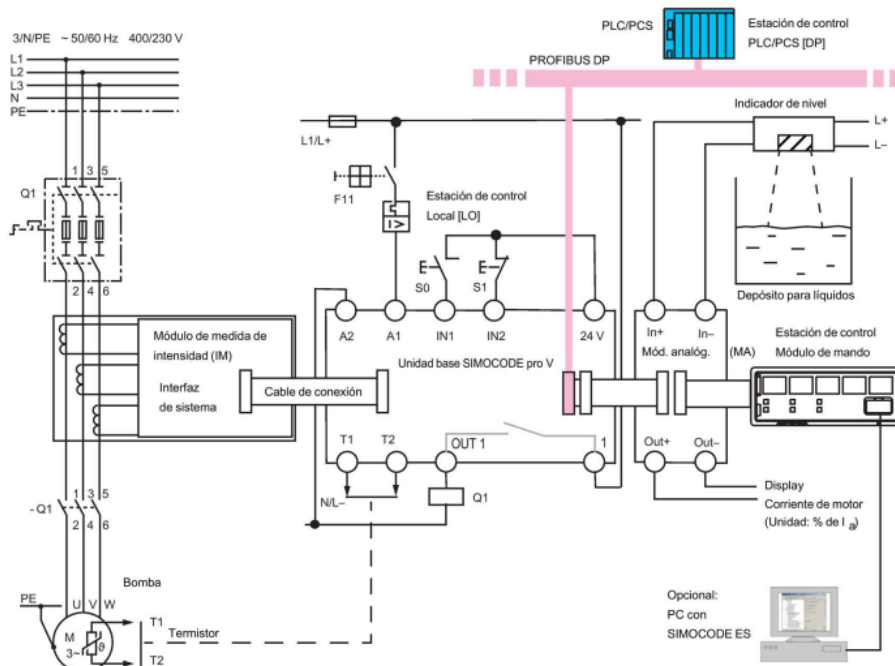 3/N/PE ~ 50/60 Hz 400/230 V
L1
L2
L3
N
PE
PLC/PCS
Estación de control
PLC/PCS [DP]
PROFIBUS DP
Indicador de nivel
L+
L–
L1/L+
F11
Estación de control
Local [LO]
I>
1 3 5
Q1
2 4 6
S0
S1
Depósito para líquidos
A2
A1
IN1
IN2
24 V
In+
In–
Módulo de medida de
intensidad (IM)
Interfaz
de sistema
Cable de conexión
Unidad base SIMOCODE pro V
Mód. analóg.
(MA)
Estación de control
Módulo de mando
T1
T2
OUT 1
1
Out+
Out–
N/L–
Q1
Display
Corriente de motor
(Unidad: % de Ia)
1 3 5
- Q1
2 4 6
Bomba
PE
U V W
M
3~
ϑ
T1
T2
Termistor
Opcional:
PC con
SIMOCODE ES